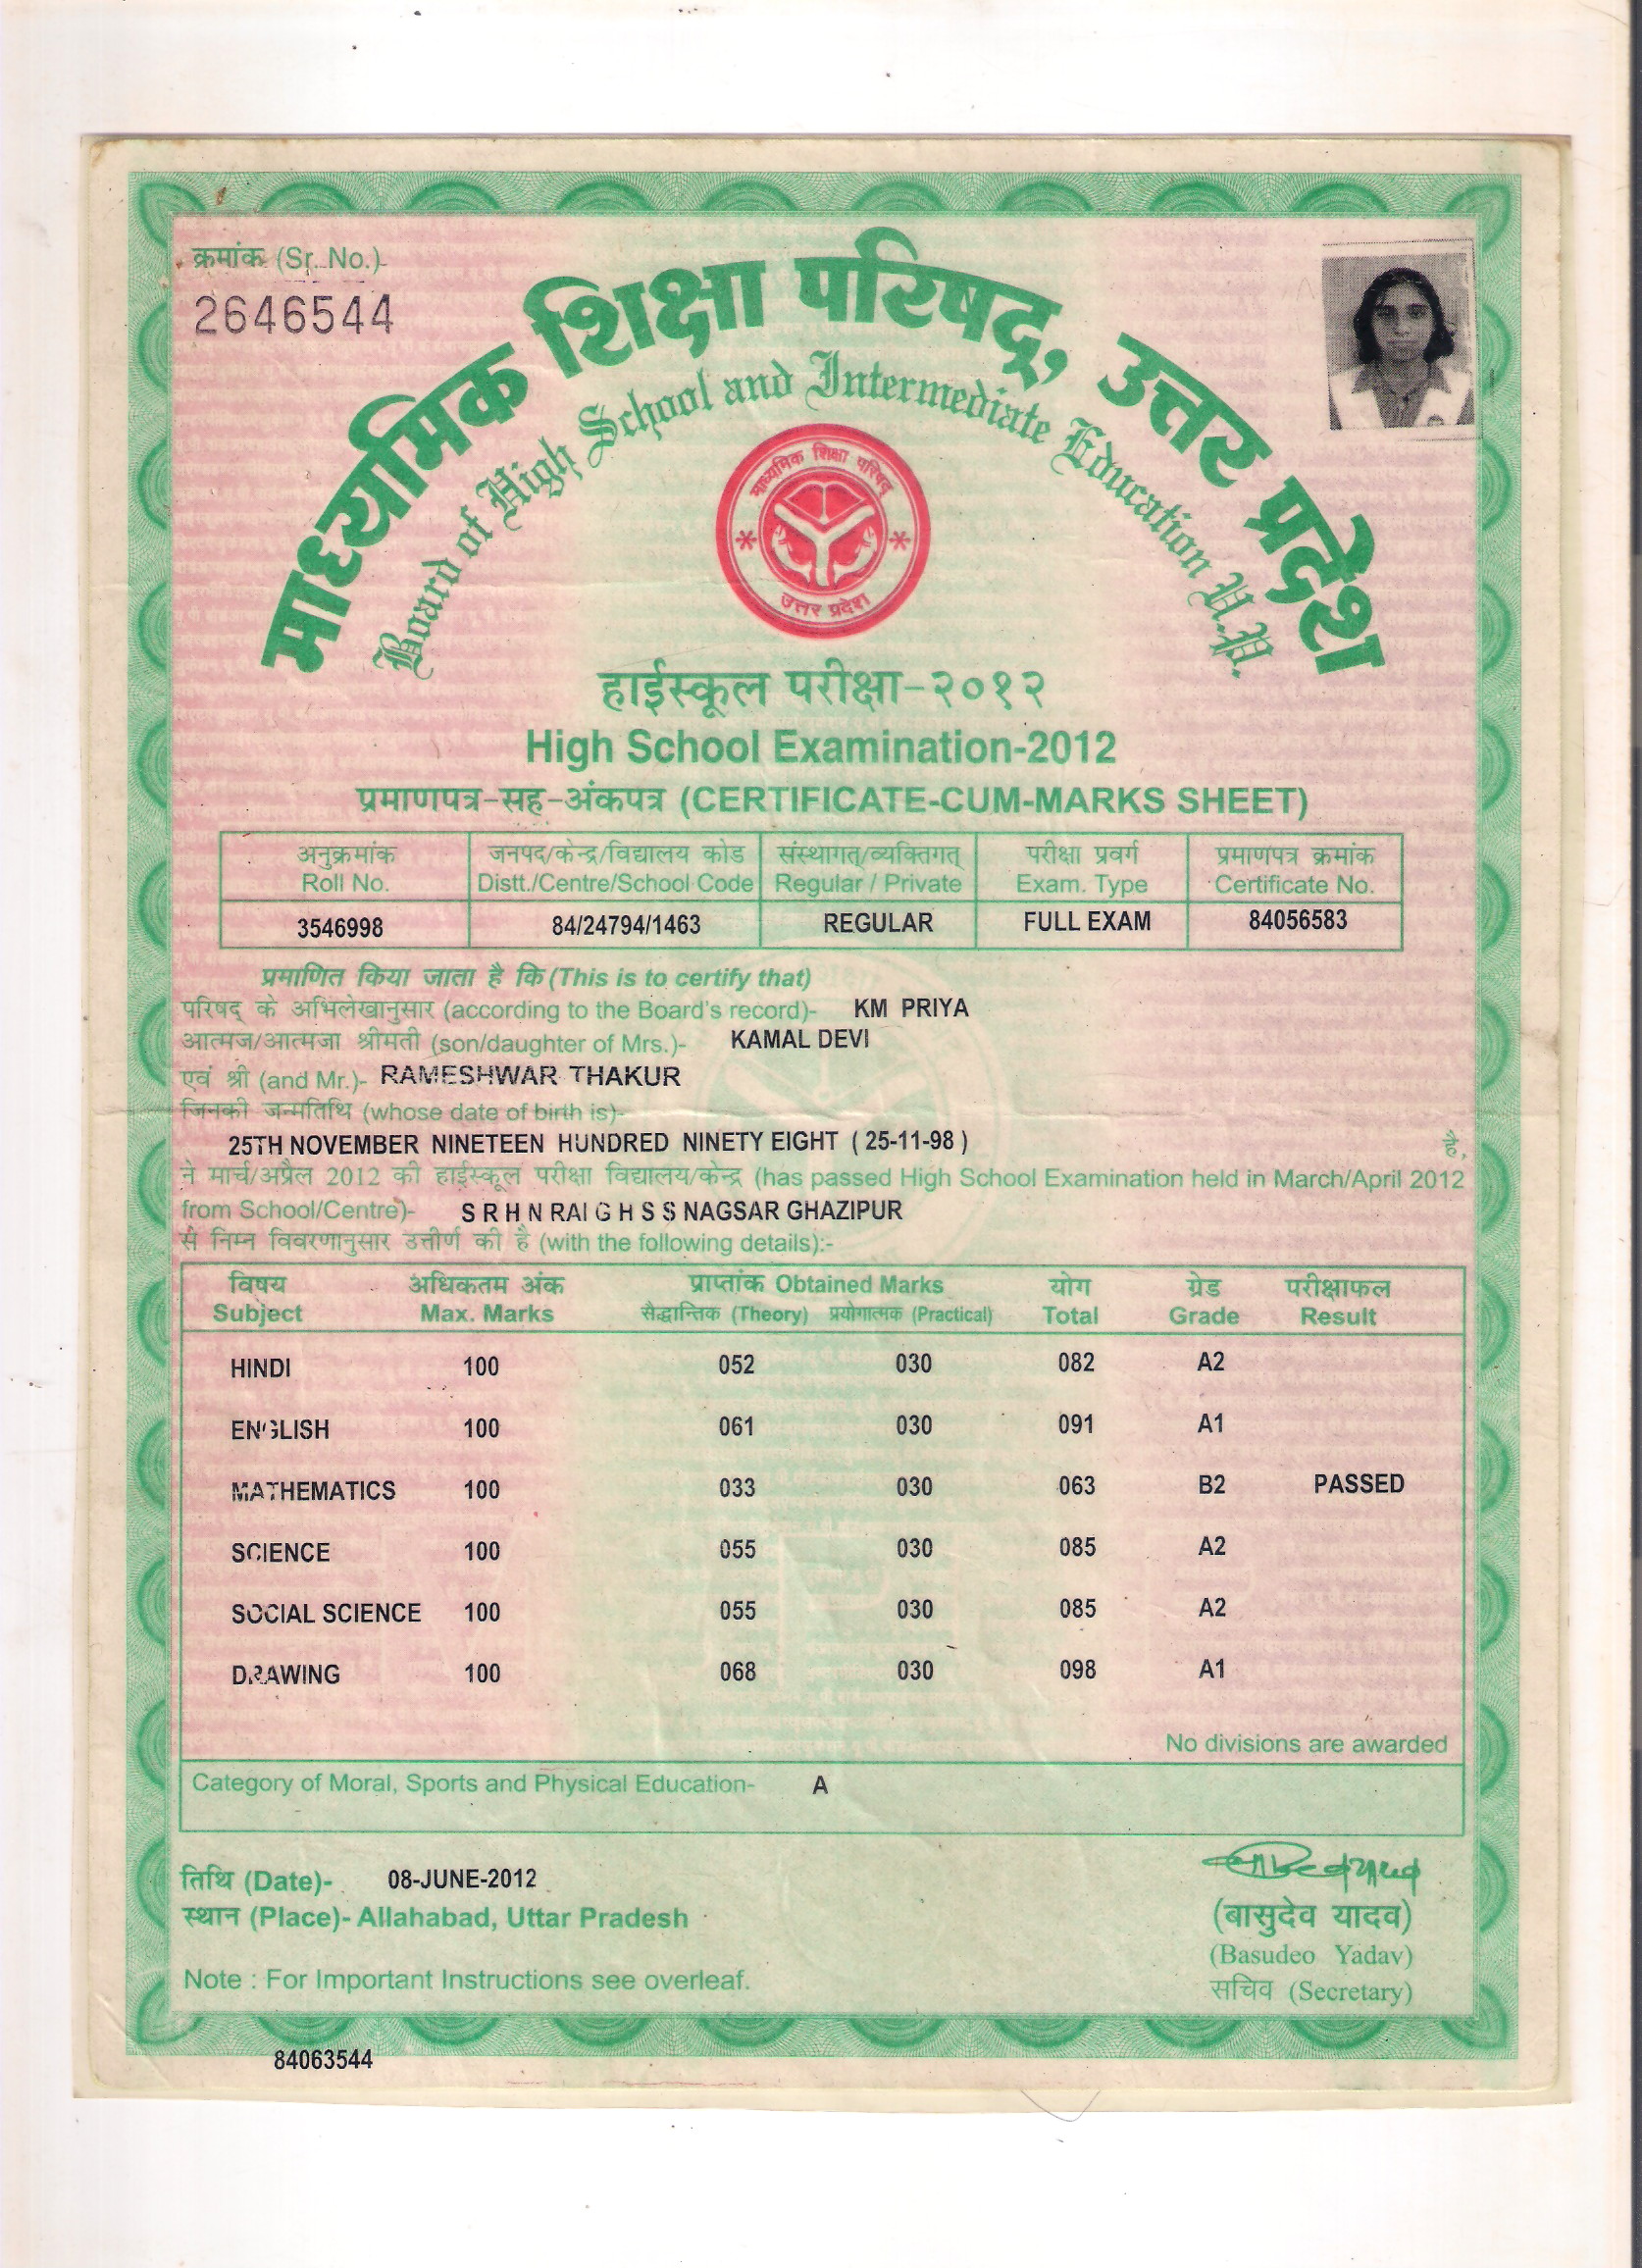 क्रमांक (Sr. No.)
2646544
माध्यमिक शिक्षा परिषद्, उत्तर प्रदेश
Board of High School and Intermediate Education U.P.
माध्यमिक शिक्षा परिषद्
उत्तर प्रदेश
हाईस्कूल परीक्षा-२०१२
High School Examination-2012
प्रमाणपत्र-सह-अंकपत्र (CERTIFICATE-CUM-MARKS SHEET)
अनुक्रमांक जनपद/केन्द्र/विद्यालय कोड संस्थागत्/व्यक्तिगत् परीक्षा प्रवर्ग प्रमाणपत्र क्रमांक
Roll No. Distt./Centre/School Code Regular / Private Exam. Type Certificate No.
3546998 84/24794/1463 REGULAR FULL EXAM 84056583
प्रमाणित किया जाता है कि (This is to certify that)
परिषद् के अभिलेखानुसार (according to the Board's record)- KM PRIYA
आत्मज/आत्मजा श्रीमती (son/daughter of Mrs.)- KAMAL DEVI
एवं श्री (and Mr.)- RAMESHWAR THAKUR
जिनकी जन्मतिथि (whose date of birth is)-
25TH NOVEMBER NINETEEN HUNDRED NINETY EIGHT ( 25-11-98 ) है,
ने मार्च/अप्रैल 2012 की हाईस्कूल परीक्षा विद्यालय/केन्द्र (has passed High School Examination held in March/April 2012
from School/Centre)- S R H N RAI G H S S NAGSAR GHAZIPUR
से निम्न विवरणानुसार उत्तीर्ण की है (with the following details):-
विषय अधिकतम अंक प्राप्तांक Obtained Marks योग ग्रेड परीक्षाफल
Subject Max. Marks सैद्धान्तिक (Theory) प्रयोगात्मक (Practical) Total Grade Result
HINDI 100 052 030 082 A2
ENGLISH 100 061 030 091 A1
MATHEMATICS 100 033 030 063 B2 PASSED
SCIENCE 100 055 030 085 A2
SOCIAL SCIENCE 100 055 030 085 A2
DRAWING 100 068 030 098 A1
No divisions are awarded
Category of Moral, Sports and Physical Education- A
तिथि (Date)- 08-JUNE-2012
स्थान (Place)- Allahabad, Uttar Pradesh
(बासुदेव यादव)
(Basudeo Yadav)
सचिव (Secretary)
Note : For Important Instructions see overleaf.
84063544